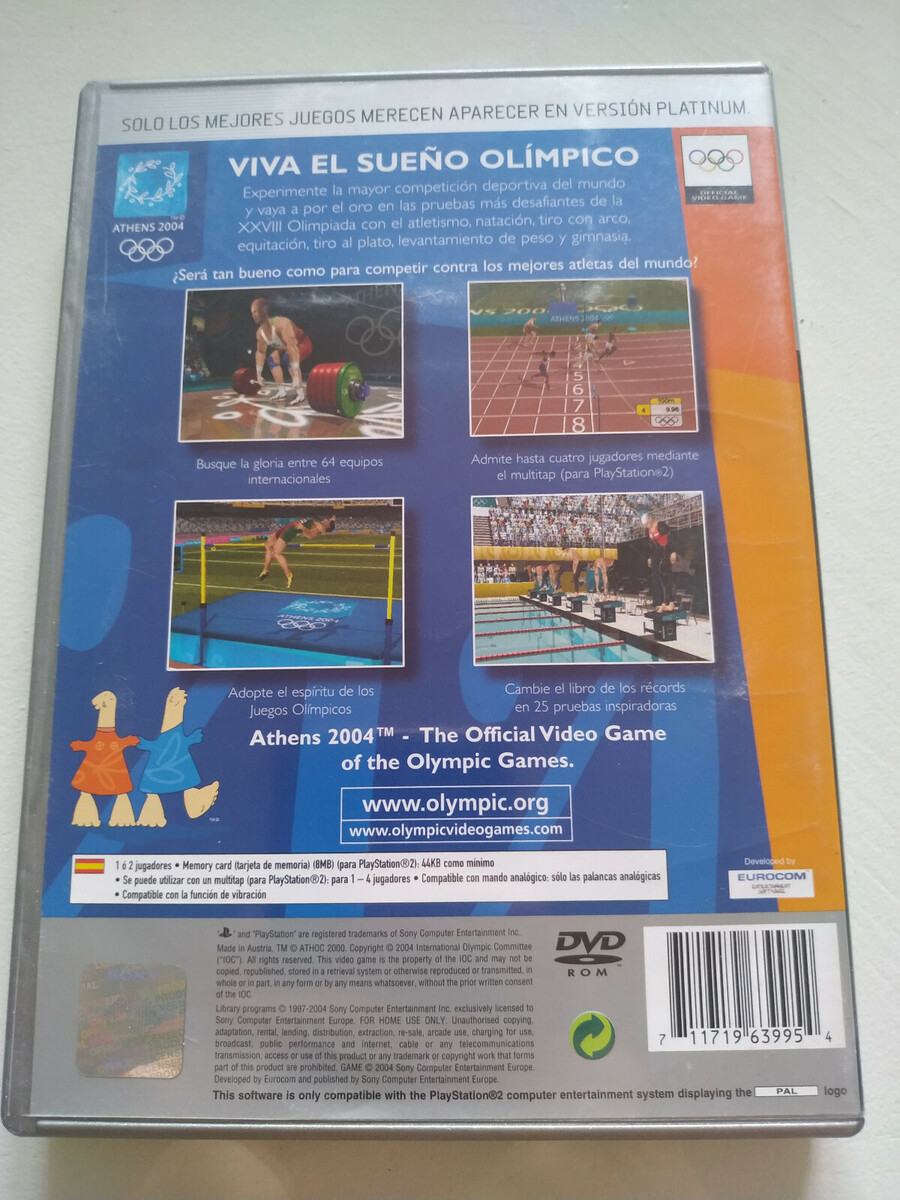 SOLO LOS MEJORES JUEGOS MERECEN APARECER EN VERSIÓN PLATINUM.
ATHENS 2004
VIVA EL SUEÑO OLÍMPICO
OFFICIAL
VIDEO GAME
Experimente la mayor competición deportiva del mundo
y vaya a por el oro en las pruebas más desafiantes de la
XXVIII Olimpiada con el atletismo, natación, tiro con arco,
equitación, tiro al plato, levantamiento de peso y gimnasia.
¿Será tan bueno como para competir contra los mejores atletas del mundo?
ATHENS 2004
5
6
7
8
100m
4 9.96
Busque la gloria entre 64 equipos
internacionales
Admite hasta cuatro jugadores mediante
el multitap (para PlayStation®2)
ATHENS 2004
Adopte el espíritu de los
Juegos Olímpicos
Cambie el libro de los récords
en 25 pruebas inspiradoras
Athens 2004™ - The Official Video Game
of the Olympic Games.
www.olympic.org
www.olympicvideogames.com
1 ó 2 jugadores • Memory card (tarjeta de memoria) (8MB) (para PlayStation®2): 44KB como mínimo
• Se puede utilizar con un multitap (para PlayStation®2): para 1 – 4 jugadores • Compatible con mando analógico: sólo las palancas analógicas
• Compatible con la función de vibración
Developed by
EUROCOM™
ENTERTAINMENT
SOFTWARE
" " and "PlayStation" are registered trademarks of Sony Computer Entertainment Inc.
Made in Austria. TM © ATHOC 2000. Copyright © 2004 International Olympic Committee
("IOC"). All rights reserved. This video game is the property of the IOC and may not be
copied, republished, stored in a retrieval system or otherwise reproduced or transmitted, in
whole or in part, in any form or by any means whatsoever, without the prior written consent
of the IOC.
Library programs © 1997-2004 Sony Computer Entertainment Inc. exclusively licensed to
Sony Computer Entertainment Europe. FOR HOME USE ONLY. Unauthorised copying,
adaptation, rental, lending, distribution, extraction, re-sale, arcade use, charging for use,
broadcast, public performance and internet, cable or any telecommunications
transmission, access or use of this product or any trademark or copyright work that forms
part of this product are prohibited. GAME © 2004 Sony Computer Entertainment Europe.
Developed by Eurocom and published by Sony Computer Entertainment Europe.
This software is only compatible with the PlayStation®2 computer entertainment system displaying the PAL logo
DVD
ROM
7 11719 63995 4